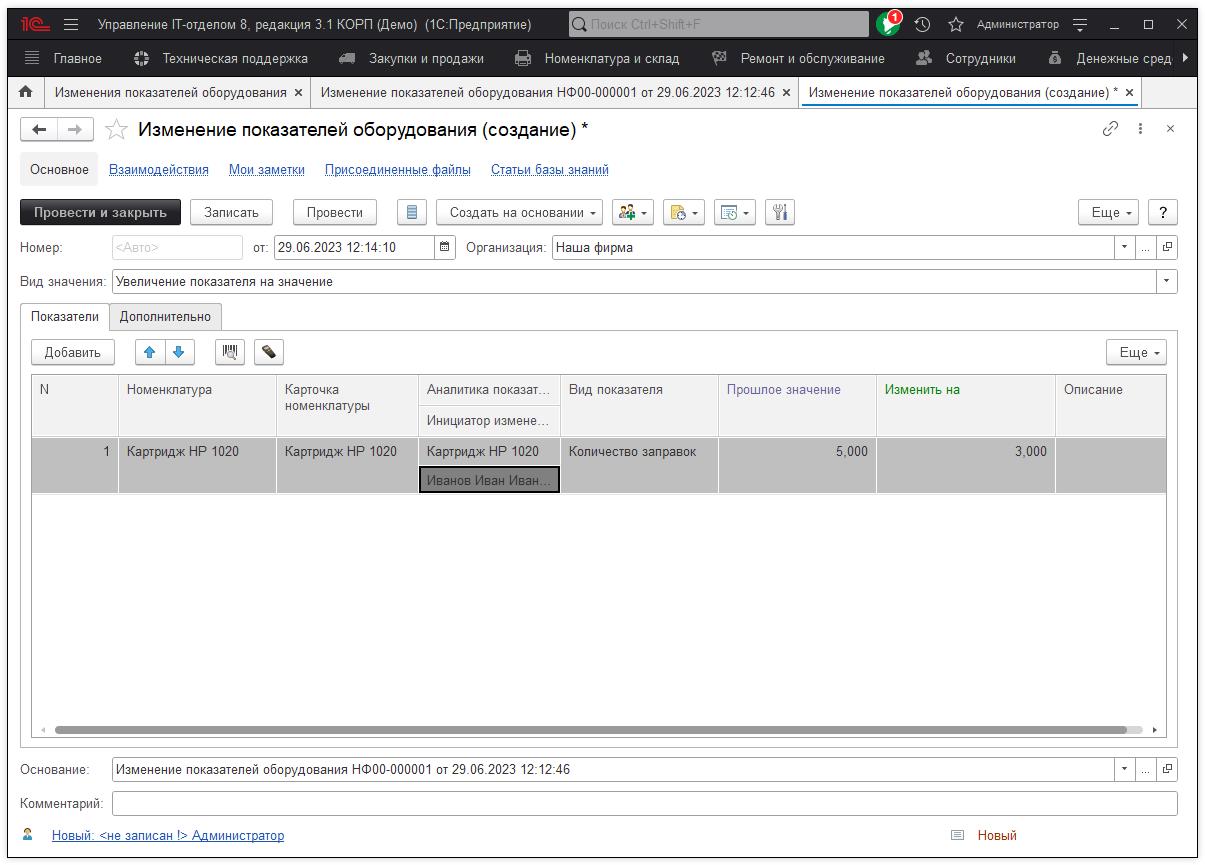 1С Управление IT-отделом 8, редакция 3.1 КОРП (Демо) (1С:Предприятие) Поиск Ctrl+Shift+F 1 Администратор
Главное Техническая поддержка Закупки и продажи Номенклатура и склад Ремонт и обслуживание Сотрудники Денежные сред
Изменения показателей оборудования × Изменение показателей оборудования НФ00-000001 от 29.06.2023 12:12:46 × Изменение показателей оборудования (создание) * ×
Изменение показателей оборудования (создание) *
Основное Взаимодействия Мои заметки Присоединенные файлы Статьи базы знаний
Провести и закрыть Записать Провести Создать на основании Еще ?
Номер: <Авто> от: 29.06.2023 12:14:10 Организация: Наша фирма ...
Вид значения: Увеличение показателя на значение
Показатели Дополнительно
Добавить Еще
N Номенклатура Карточка номенклатуры Аналитика показат... Вид показателя Прошлое значение Изменить на Описание
Инициатор измене...
1 Картридж HP 1020 Картридж HP 1020 Картридж HP 1020 Количество заправок 5,000 3,000
Иванов Иван Иван...
Основание: Изменение показателей оборудования НФ00-000001 от 29.06.2023 12:12:46 ...
Комментарий:
Новый: <не записан !> Администратор Новый